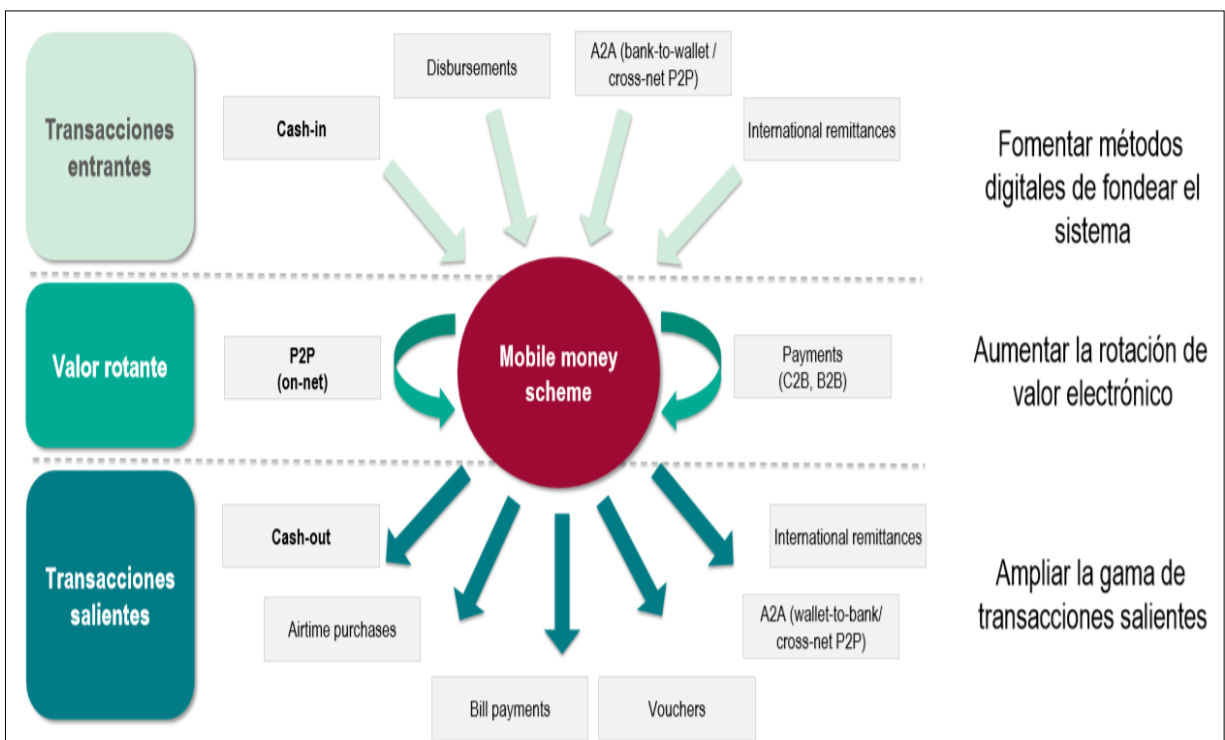 Transacciones
entrantes
Cash-in
Disbursements
A2A (bank-to-wallet /
cross-net P2P)
International remittances
Fomentar métodos
digitales de fondear el
sistema
Valor rotante
P2P
(on-net)
Mobile money
scheme
Payments
(C2B, B2B)
Aumentar la rotación de
valor electrónico
Transacciones
salientes
Cash-out
Airtime purchases
Bill payments
Vouchers
A2A (wallet-to-bank/
cross-net P2P)
International remittances
Ampliar la gama de
transacciones salientes